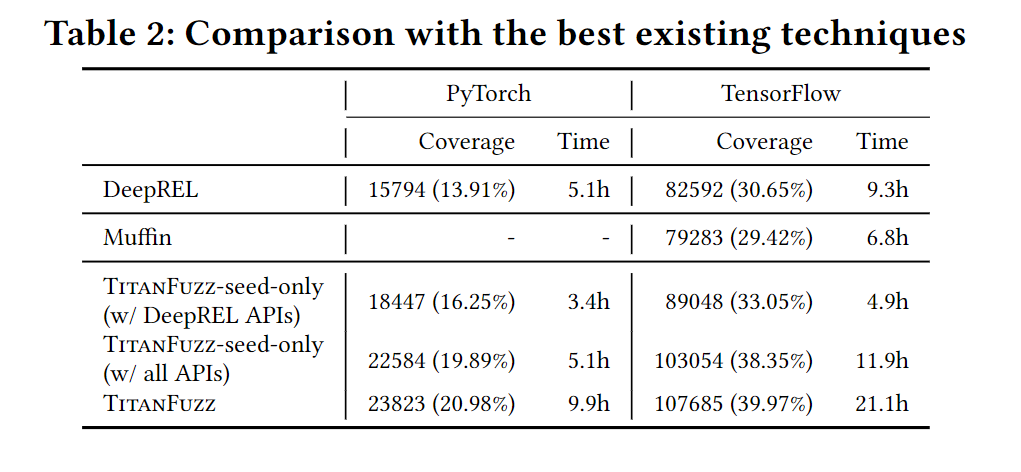 Table 2: Comparison with the best existing techniques
PyTorch TensorFlow
Coverage Time Coverage Time
DeepREL 15794 (13.91%) 5.1h 82592 (30.65%) 9.3h
Muffin - - 79283 (29.42%) 6.8h
TitanFuzz-seed-only
(w/ DeepREL APIs) 18447 (16.25%) 3.4h 89048 (33.05%) 4.9h
TitanFuzz-seed-only
(w/ all APIs) 22584 (19.89%) 5.1h 103054 (38.35%) 11.9h
TitanFuzz 23823 (20.98%) 9.9h 107685 (39.97%) 21.1h